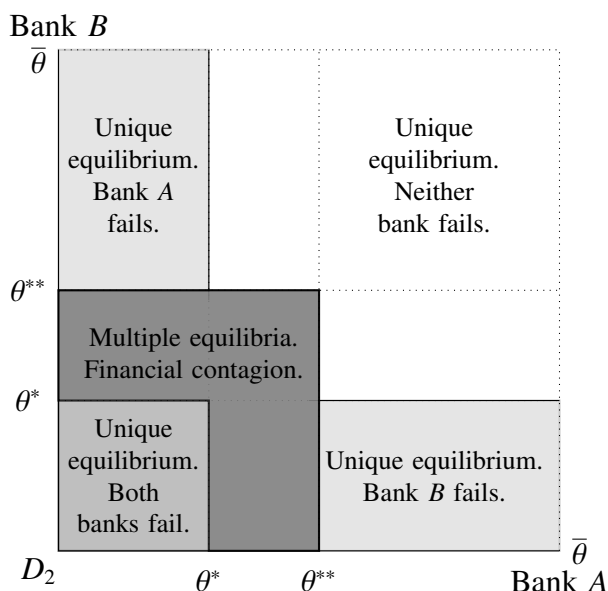 Bank B
θ̅
Unique
equilibrium.
Bank A
fails.
Unique
equilibrium.
Neither
bank fails.
θ**
Multiple equilibria.
Financial contagion.
θ*
Unique
equilibrium.
Both
banks fail.
Unique equilibrium.
Bank B fails.
D₂
θ*
θ**
θ̅
Bank A